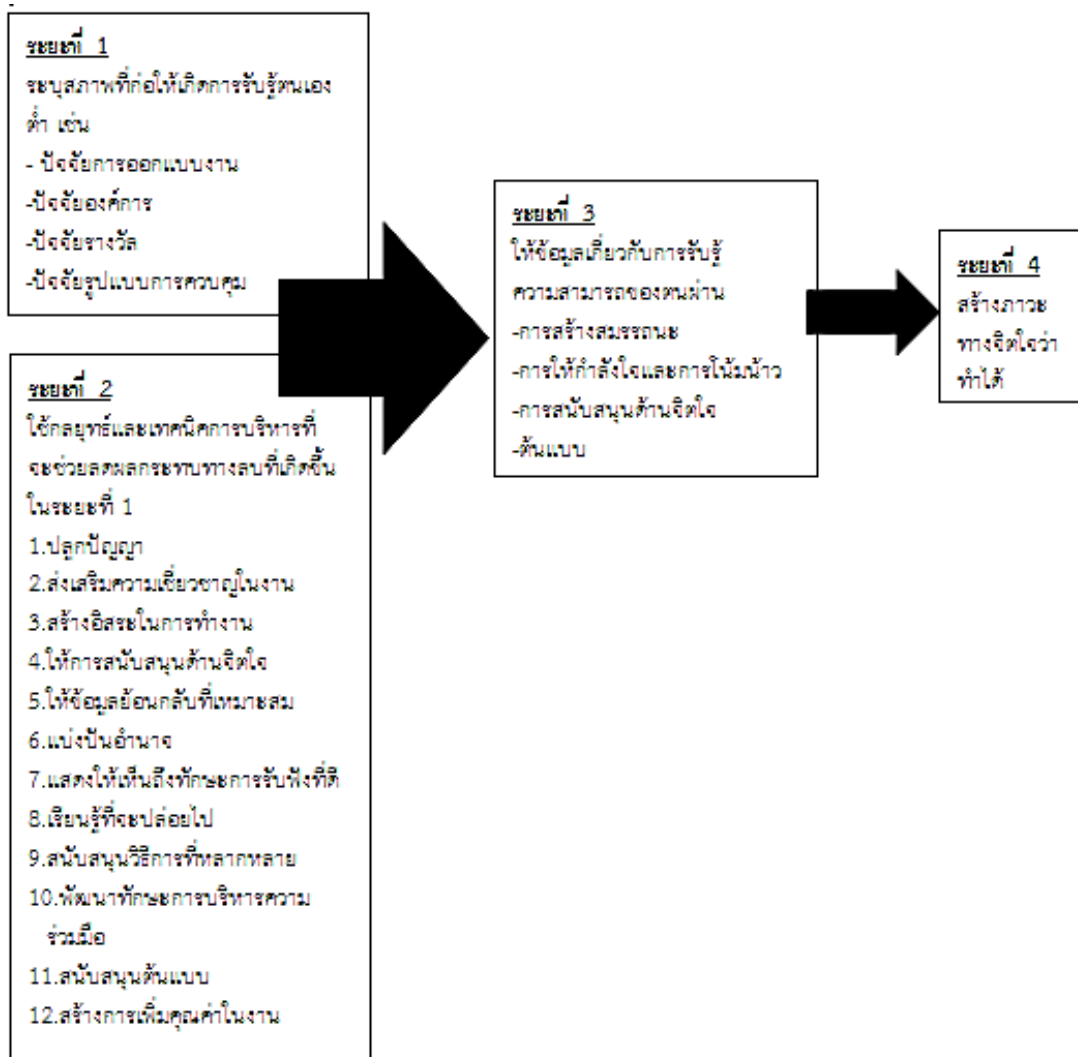 ระยะที่ 1
ระบุสภาพที่ก่อให้เกิดการรับรู้ตนเอง
ต่ำ เช่น
- ปัจจัยการออกแบบงาน
-ปัจจัยองค์การ
-ปัจจัยรางวัล
-ปัจจัยรูปแบบการควบคุม
ระยะที่ 2
ใช้กลยุทธ์และเทคนิคการบริหารที่
จะช่วยลดผลกระทบทางลบที่เกิดขึ้น
ในระยะที่ 1
1.ปลูกปัญญา
2.ส่งเสริมความเชี่ยวชาญในงาน
3.สร้างอิสระในการทำงาน
4.ให้การสนับสนุนด้านจิตใจ
5.ให้ข้อมูลย้อนกลับที่เหมาะสม
6.แบ่งปันอำนาจ
7.แสดงให้เห็นถึงทักษะการรับฟังที่ดี
8.เรียนรู้ที่จะปล่อยไป
9.สนับสนุนวิธีการที่หลากหลาย
10.พัฒนาทักษะการบริหารความ
ร่วมมือ
11.สนับสนุนต้นแบบ
12.สร้างการเพิ่มคุณค่าในงาน
ระยะที่ 3
ให้ข้อมูลเกี่ยวกับการรับรู้
ความสามารถของตนผ่าน
-การสร้างสมรรถนะ
-การให้กำลังใจและการโน้มน้าว
-การสนับสนุนด้านจิตใจ
-ต้นแบบ
ระยะที่ 4
สร้างภาวะ
ทางจิตใจว่า
ทำได้